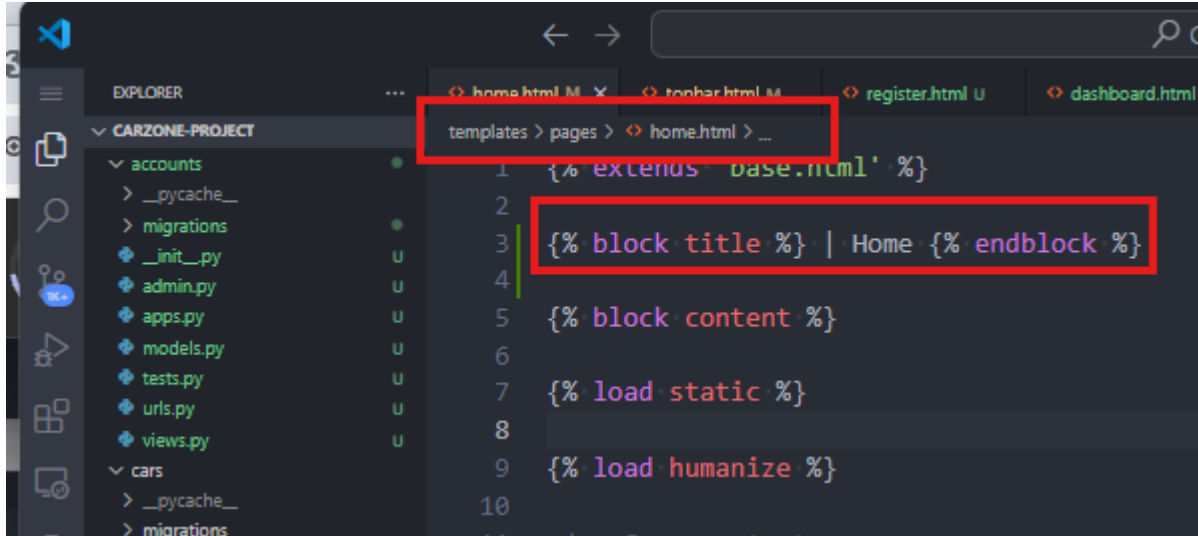 EXPLORER
CARZONE-PROJECT
accounts
__pycache__
migrations
__init__.py U
admin.py U
apps.py U
models.py U
tests.py U
urls.py U
views.py U
cars
__pycache__
migrations
1K+
home.html M × topbar.html M register.html U dashboard.html
templates > pages > home.html > ...
1 {% extends 'base.html' %}
2
3 {% block title %} | Home {% endblock %}
4
5 {% block content %}
6
7 {% load static %}
8
9 {% load humanize %}
10